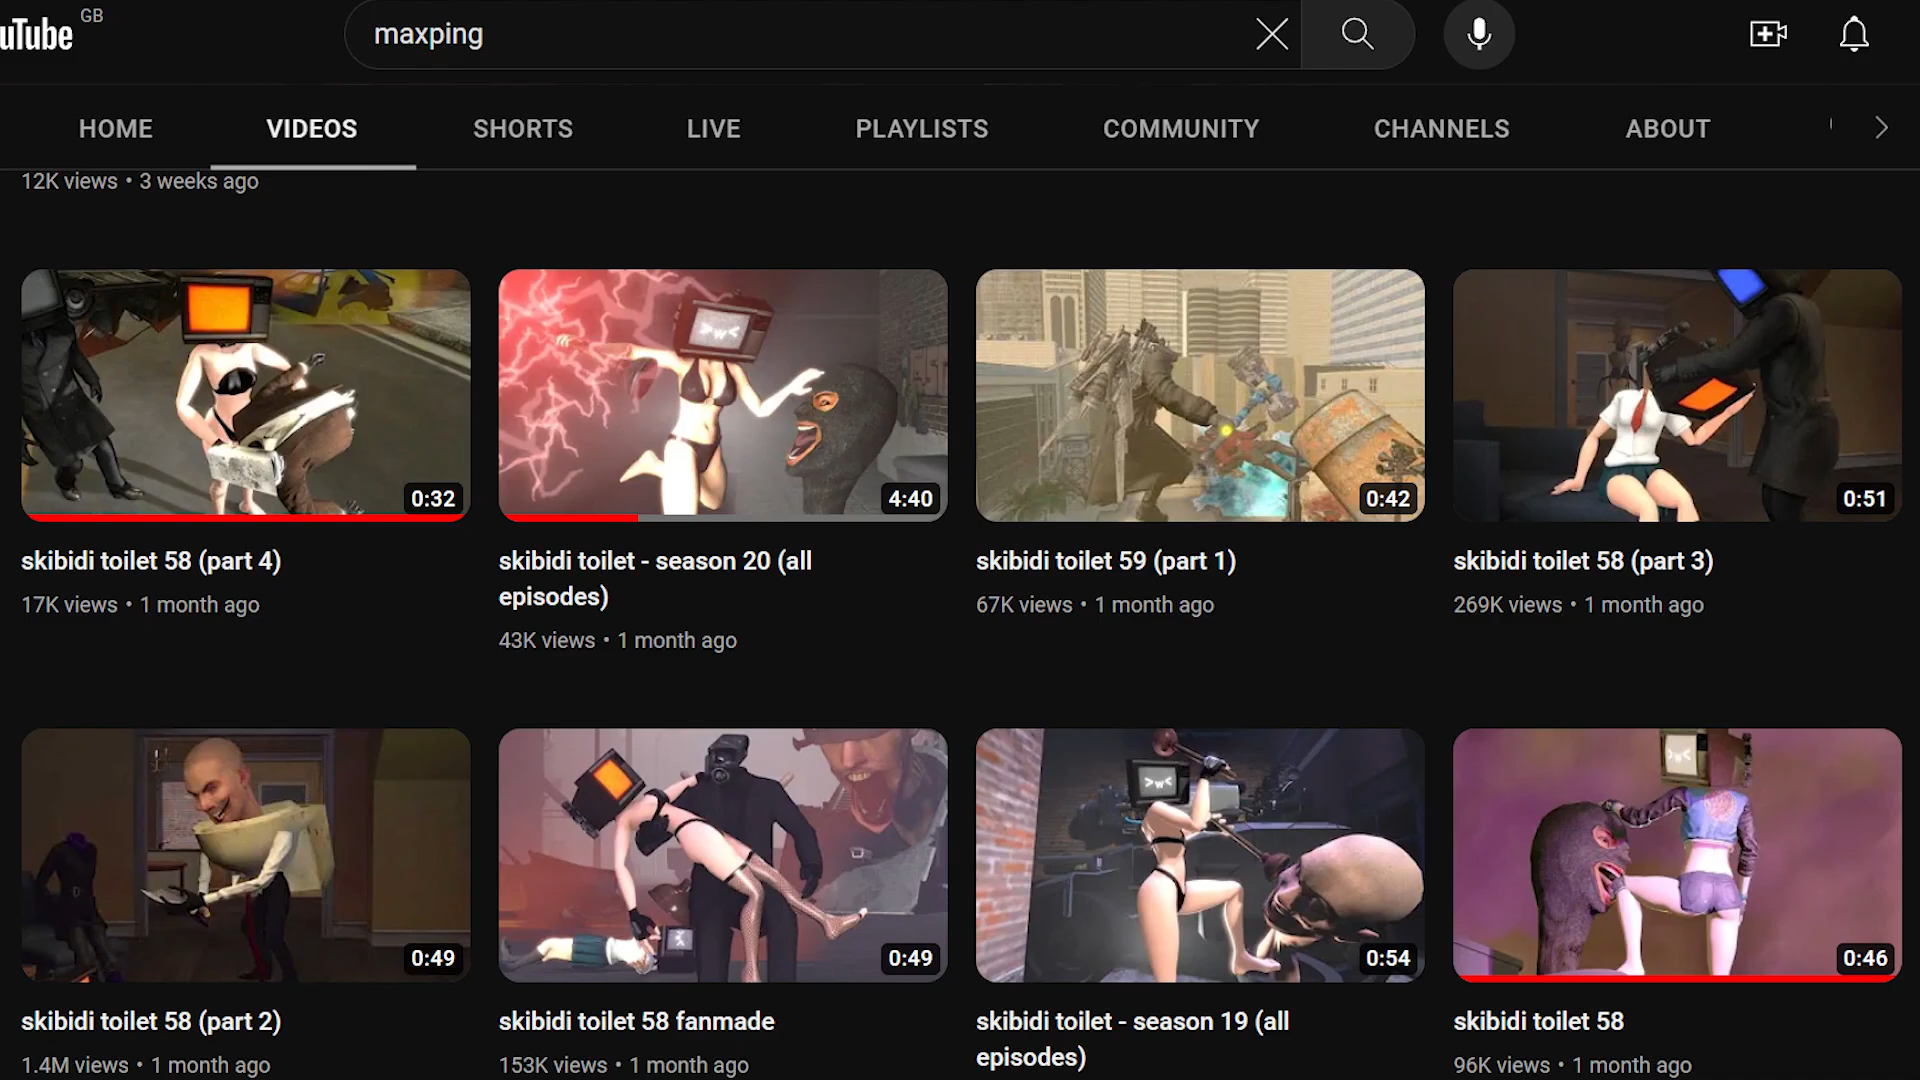 uTube GB
maxping
HOME VIDEOS SHORTS LIVE PLAYLISTS COMMUNITY CHANNELS ABOUT
12K views • 3 weeks ago
>w<
0:32 4:40 0:42 0:51
skibidi toilet 58 (part 4)
17K views • 1 month ago
skibidi toilet - season 20 (all
episodes)
43K views • 1 month ago
skibidi toilet 59 (part 1)
67K views • 1 month ago
skibidi toilet 58 (part 3)
269K views • 1 month ago
>w<
>w<
0:49 0:49 0:54 0:46
skibidi toilet 58 (part 2)
1.4M views • 1 month ago
skibidi toilet 58 fanmade
153K views • 1 month ago
skibidi toilet - season 19 (all
episodes)
skibidi toilet 58
96K views • 1 month ago